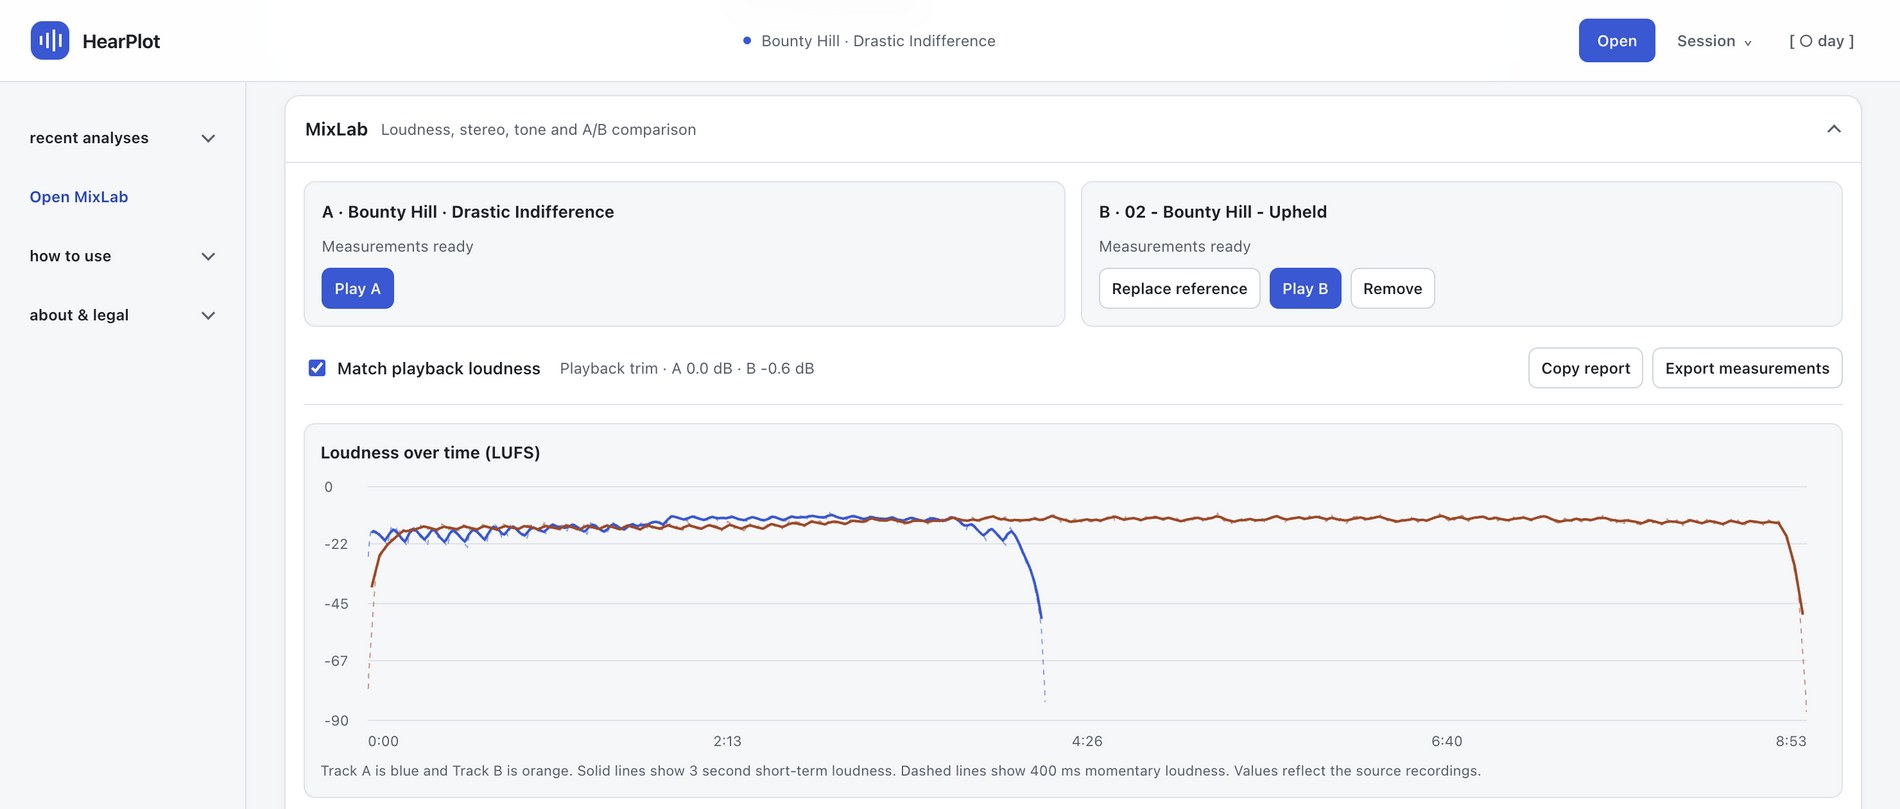 HearPlot
Bounty Hill · Drastic Indifference
Open
Session
[ O day ]
recent analyses
Open MixLab
how to use
about & legal
MixLab Loudness, stereo, tone and A/B comparison
A · Bounty Hill · Drastic Indifference
Measurements ready
Play A
B · 02 - Bounty Hill - Upheld
Measurements ready
Replace reference Play B Remove
Match playback loudness Playback trim · A 0.0 dB · B -0.6 dB
Copy report Export measurements
Loudness over time (LUFS)
0
-22
-45
-67
-90
0:00 2:13 4:26 6:40 8:53
Track A is blue and Track B is orange. Solid lines show 3 second short-term loudness. Dashed lines show 400 ms momentary loudness. Values reflect the source recordings.